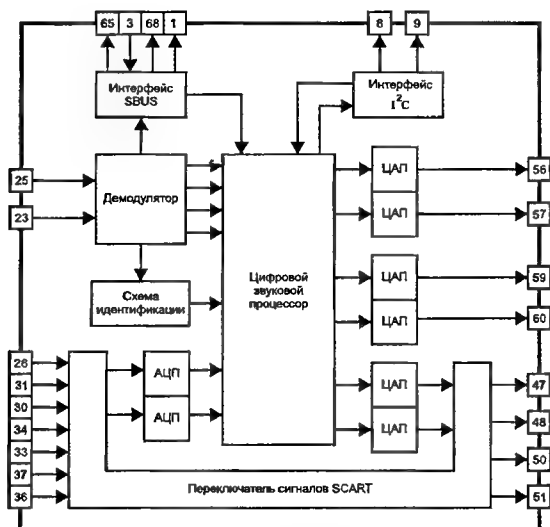 65 3 68 1
8 9
Интерфейс
SBUS
Интерфейс
I²C
25
23
Демодулятор
Схема
идентификации
Цифровой
звуковой
процессор
ЦАП
ЦАП
ЦАП
ЦАП
ЦАП
ЦАП
56
57
59
60
АЦП
АЦП
28
31
30
34
33
37
36
47
48
50
51
Переключатель сигналов SCART